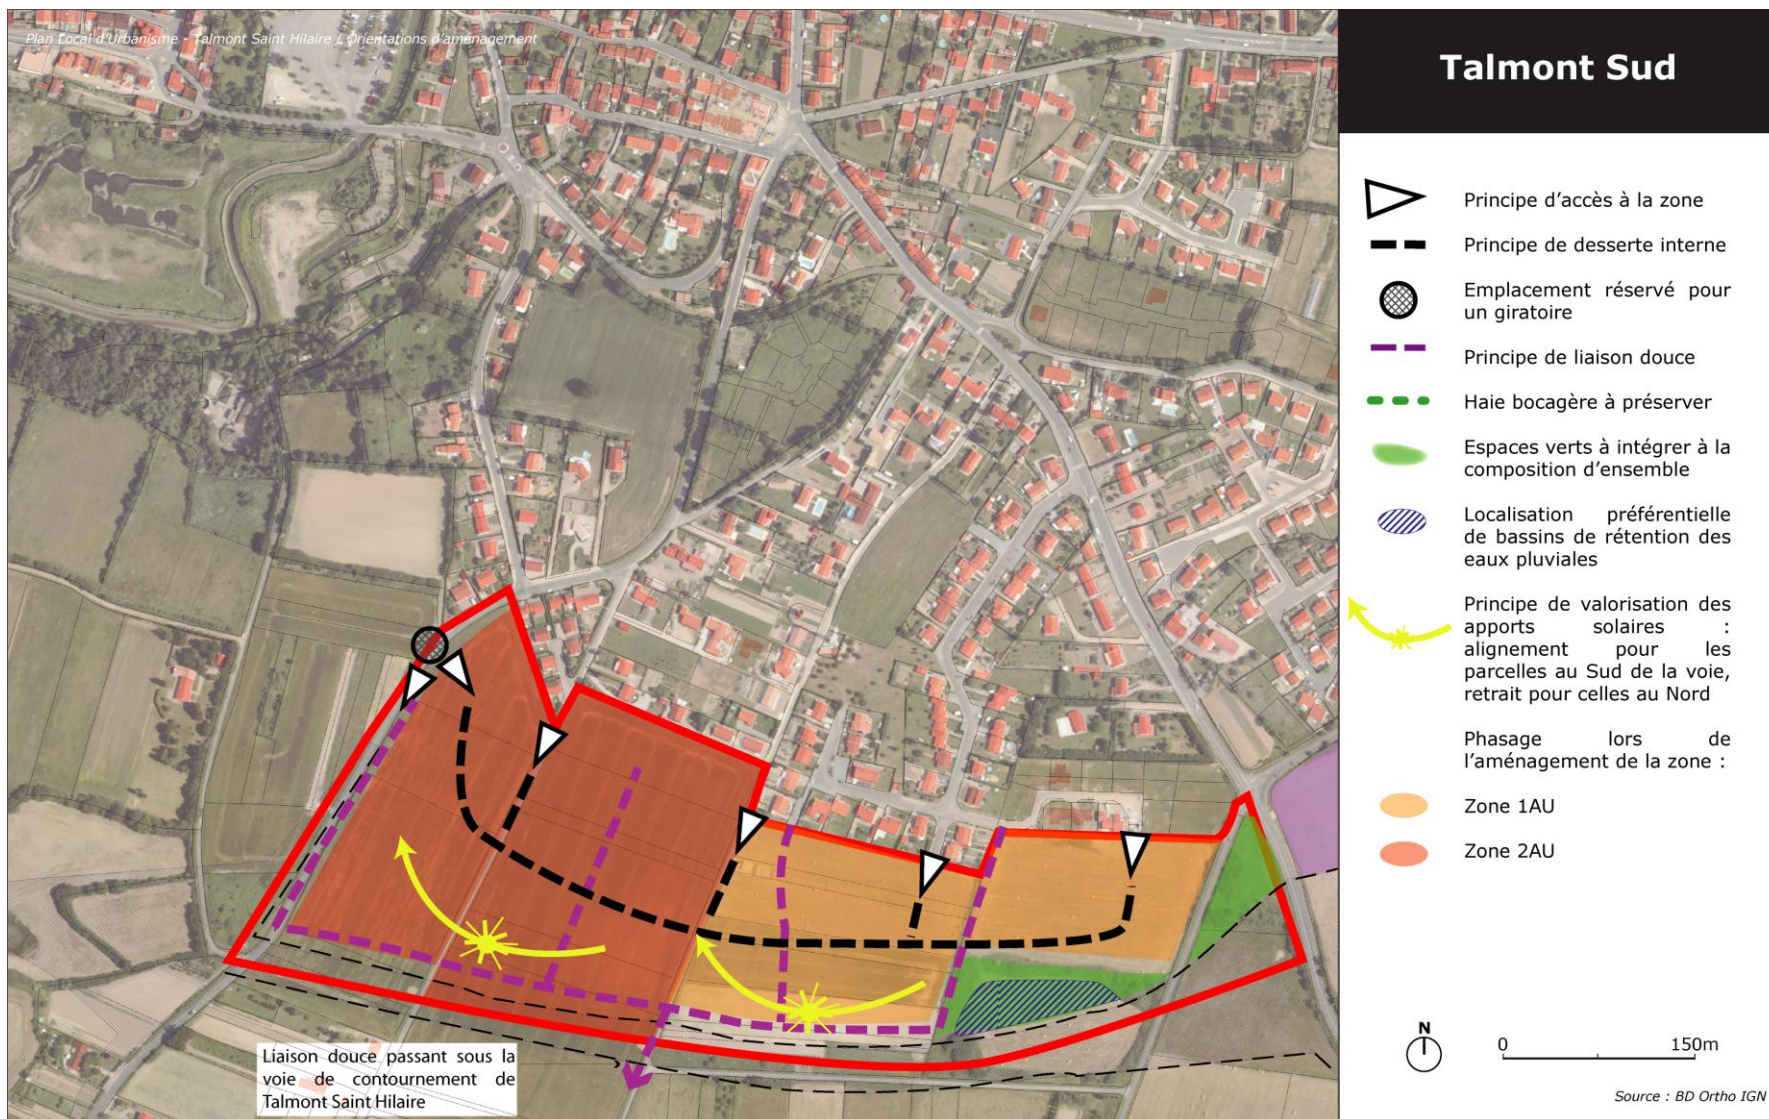 Plan Local d'Urbanisme - Talmont Saint Hilaire / Orientations d'aménagement
Talmont Sud
Principe d'accès à la zone
Principe de desserte interne
Emplacement réservé pour
un giratoire
Principe de liaison douce
Haie bocagère à préserver
Espaces verts à intégrer à la
composition d'ensemble
Localisation préférentielle
de bassins de rétention des
eaux pluviales
Principe de valorisation des
apports solaires :
alignement pour les
parcelles au Sud de la voie,
retrait pour celles au Nord
Phasage lors de
l'aménagement de la zone :
Zone 1AU
Zone 2AU
Liaison douce passant sous la
voie de contournement de
Talmont Saint Hilaire
N
0 150m
Source : BD Ortho IGN